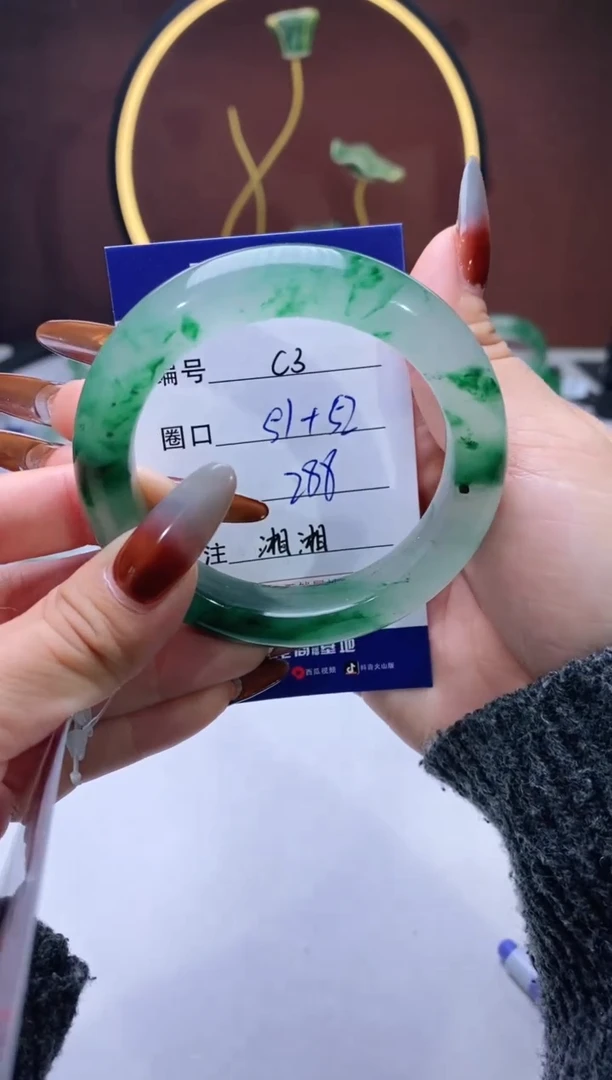 编号 C3
圈口 51+52
288
注 湘湘
西瓜视频 抖音火山版